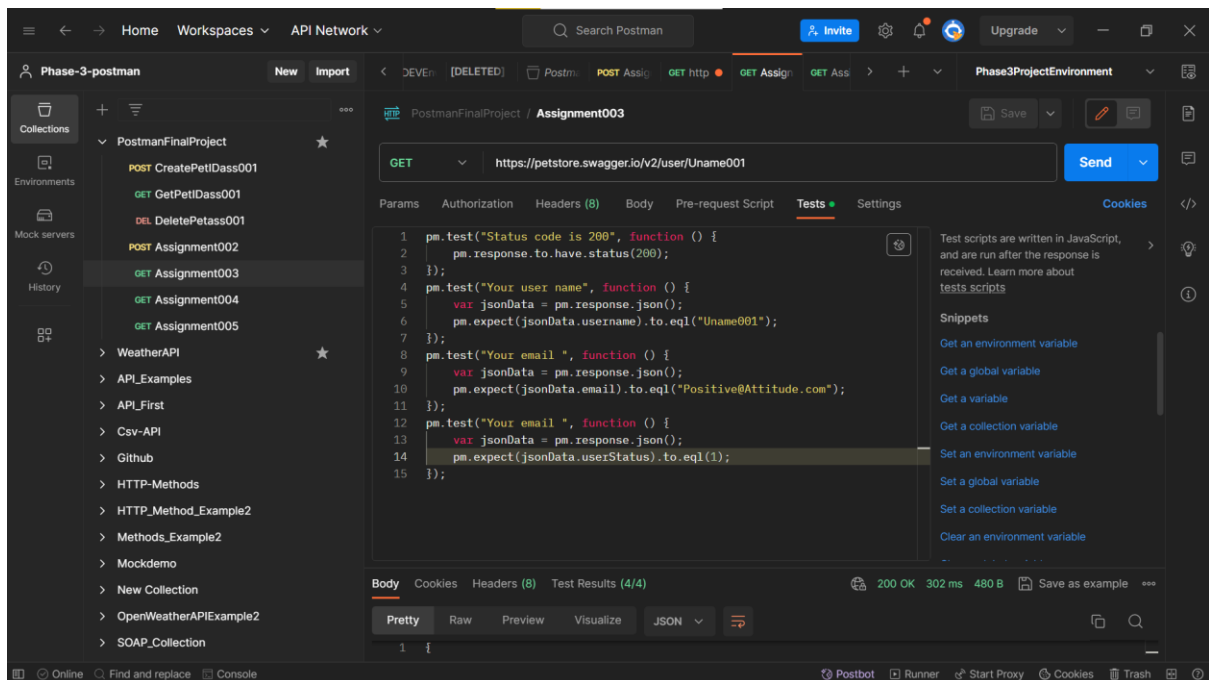 Home Workspaces API Network Search Postman Invite Upgrade
Phase-3-postman New Import [DELETED] Postm POST Assig GET http GET Assign GET Ass Phase3ProjectEnvironment
Collections
Environments
Mock servers
History
PostmanFinalProject
POST CreatePetIDass001
GET GetPetIDass001
DEL DeletePetass001
POST Assignment002
GET Assignment003
GET Assignment004
GET Assignment005
WeatherAPI
API_Examples
API_First
Csv-API
Github
HTTP-Methods
HTTP_Method_Example2
Methods_Example2
Mockdemo
New Collection
OpenWeatherAPIExample2
SOAP_Collection
HTTP PostmanFinalProject / Assignment003 Save
GET https://petstore.swagger.io/v2/user/Uname001 Send
Params Authorization Headers (8) Body Pre-request Script Tests Settings Cookies
1 pm.test("Status code is 200", function () {
2 pm.response.to.have.status(200);
3 });
4 pm.test("Your user name", function () {
5 var jsonData = pm.response.json();
6 pm.expect(jsonData.username).to.eql("Uname001");
7 });
8 pm.test("Your email ", function () {
9 var jsonData = pm.response.json();
10 pm.expect(jsonData.email).to.eql("Positive@Attitude.com");
11 });
12 pm.test("Your email ", function () {
13 var jsonData = pm.response.json();
14 pm.expect(jsonData.userStatus).to.eql(1);
15 });
Test scripts are written in JavaScript,
and are run after the response is
received. Learn more about
tests scripts
Snippets
Get an environment variable
Get a global variable
Get a variable
Get a collection variable
Set an environment variable
Set a global variable
Set a collection variable
Clear an environment variable
Body Cookies Headers (8) Test Results (4/4) 200 OK 302 ms 480 B Save as example
Pretty Raw Preview Visualize JSON
1 {
Online Find and replace Console Postbot Runner Start Proxy Cookies Trash